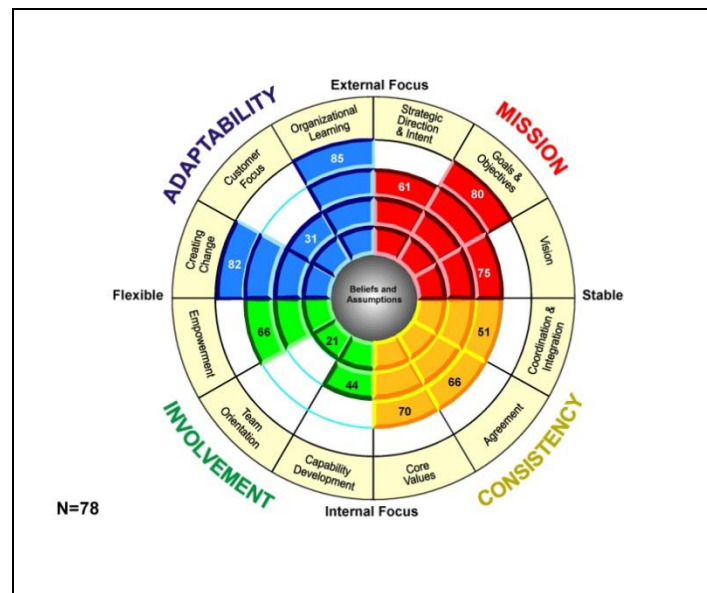 External Focus
ADAPTABILITY
MISSION
Organizational
Learning
Strategic
Direction
& Intent
Customer
Focus
Goals &
Objectives
Creating
Change
Vision
85
61
80
31
82
75
Flexible
Beliefs and
Assumptions
Stable
66
21
44
51
66
70
Empowerment
Coordination &
Integration
Team
Orientation
Agreement
Capability
Development
Core
Values
INVOLVEMENT
CONSISTENCY
Internal Focus
N=78